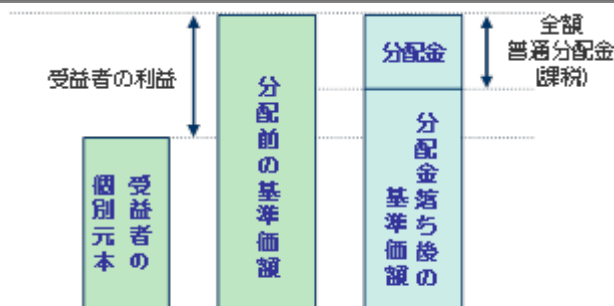 受益者の利益
受益者の
個別元本
分配前の基準価額
分配金
分配金落ち後の
基準価額
全額
普通分配金
(課税)